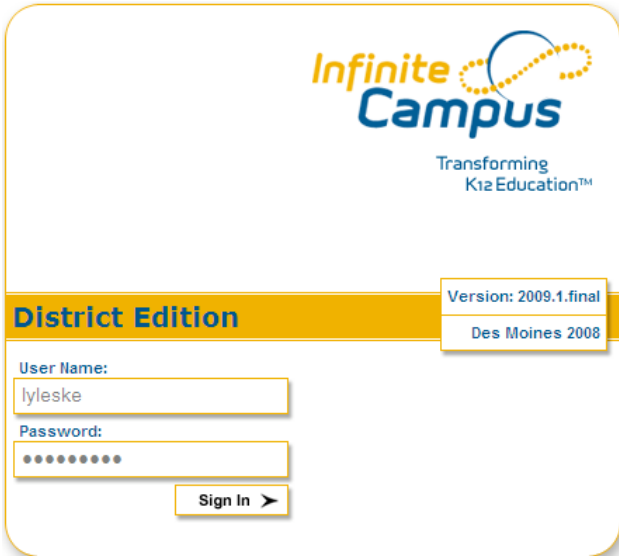 Infinite
Campus
Transforming
K12 Education™
Version: 2009.1.final
District Edition
Des Moines 2008
User Name:
lyleske
Password:
●●●●●●●●●
Sign In ➤